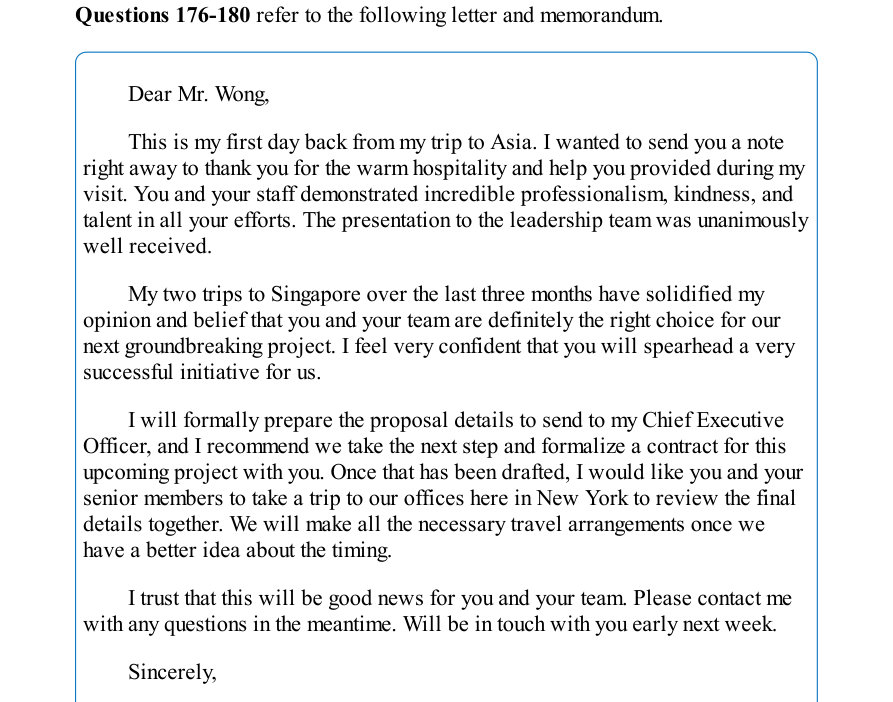 Questions 176-180 refer to the following letter and memorandum.
Dear Mr. Wong,
This is my first day back from my trip to Asia. I wanted to send you a note
right away to thank you for the warm hospitality and help you provided during my
visit. You and your staff demonstrated incredible professionalism, kindness, and
talent in all your efforts. The presentation to the leadership team was unanimously
well received.
My two trips to Singapore over the last three months have solidified my
opinion and belief that you and your team are definitely the right choice for our
next groundbreaking project. I feel very confident that you will spearhead a very
successful initiative for us.
I will formally prepare the proposal details to send to my Chief Executive
Officer, and I recommend we take the next step and formalize a contract for this
upcoming project with you. Once that has been drafted, I would like you and your
senior members to take a trip to our offices here in New York to review the final
details together. We will make all the necessary travel arrangements once we
have a better idea about the timing.
I trust that this will be good news for you and your team. Please contact me
with any questions in the meantime. Will be in touch with you early next week.
Sincerely,